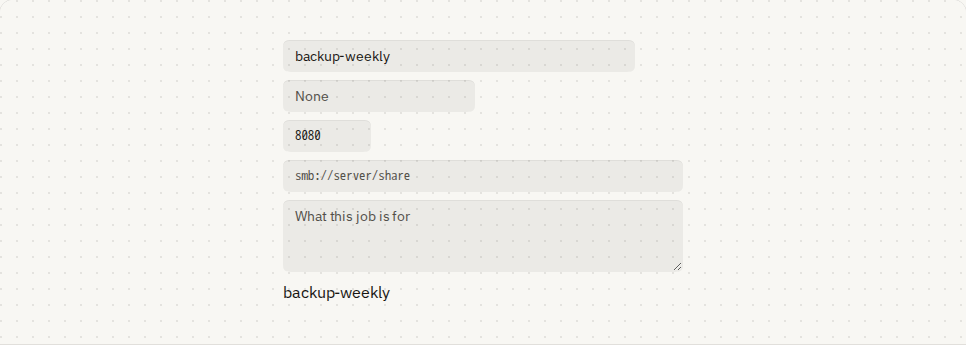 backup-weekly
None
8080
smb://server/share
What this job is for
backup-weekly